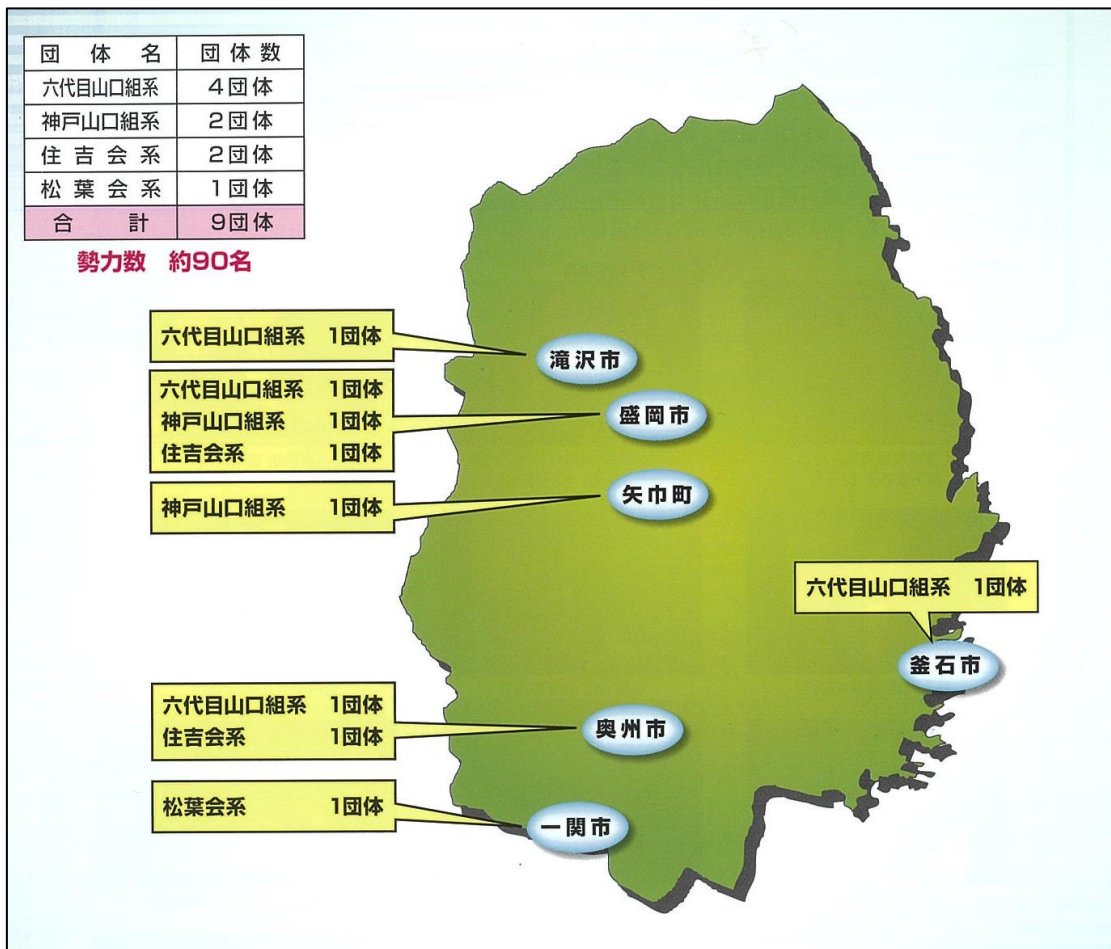 団体名 団体数
六代目山口組系 4団体
神戸山口組系 2団体
住吉会系 2団体
松葉会系 1団体
合計 9団体
勢力数 約90名
六代目山口組系 1団体
滝沢市
六代目山口組系 1団体
神戸山口組系 1団体
住吉会系 1団体
盛岡市
神戸山口組系 1団体
矢巾町
六代目山口組系 1団体
釜石市
六代目山口組系 1団体
住吉会系 1団体
奥州市
松葉会系 1団体
一関市